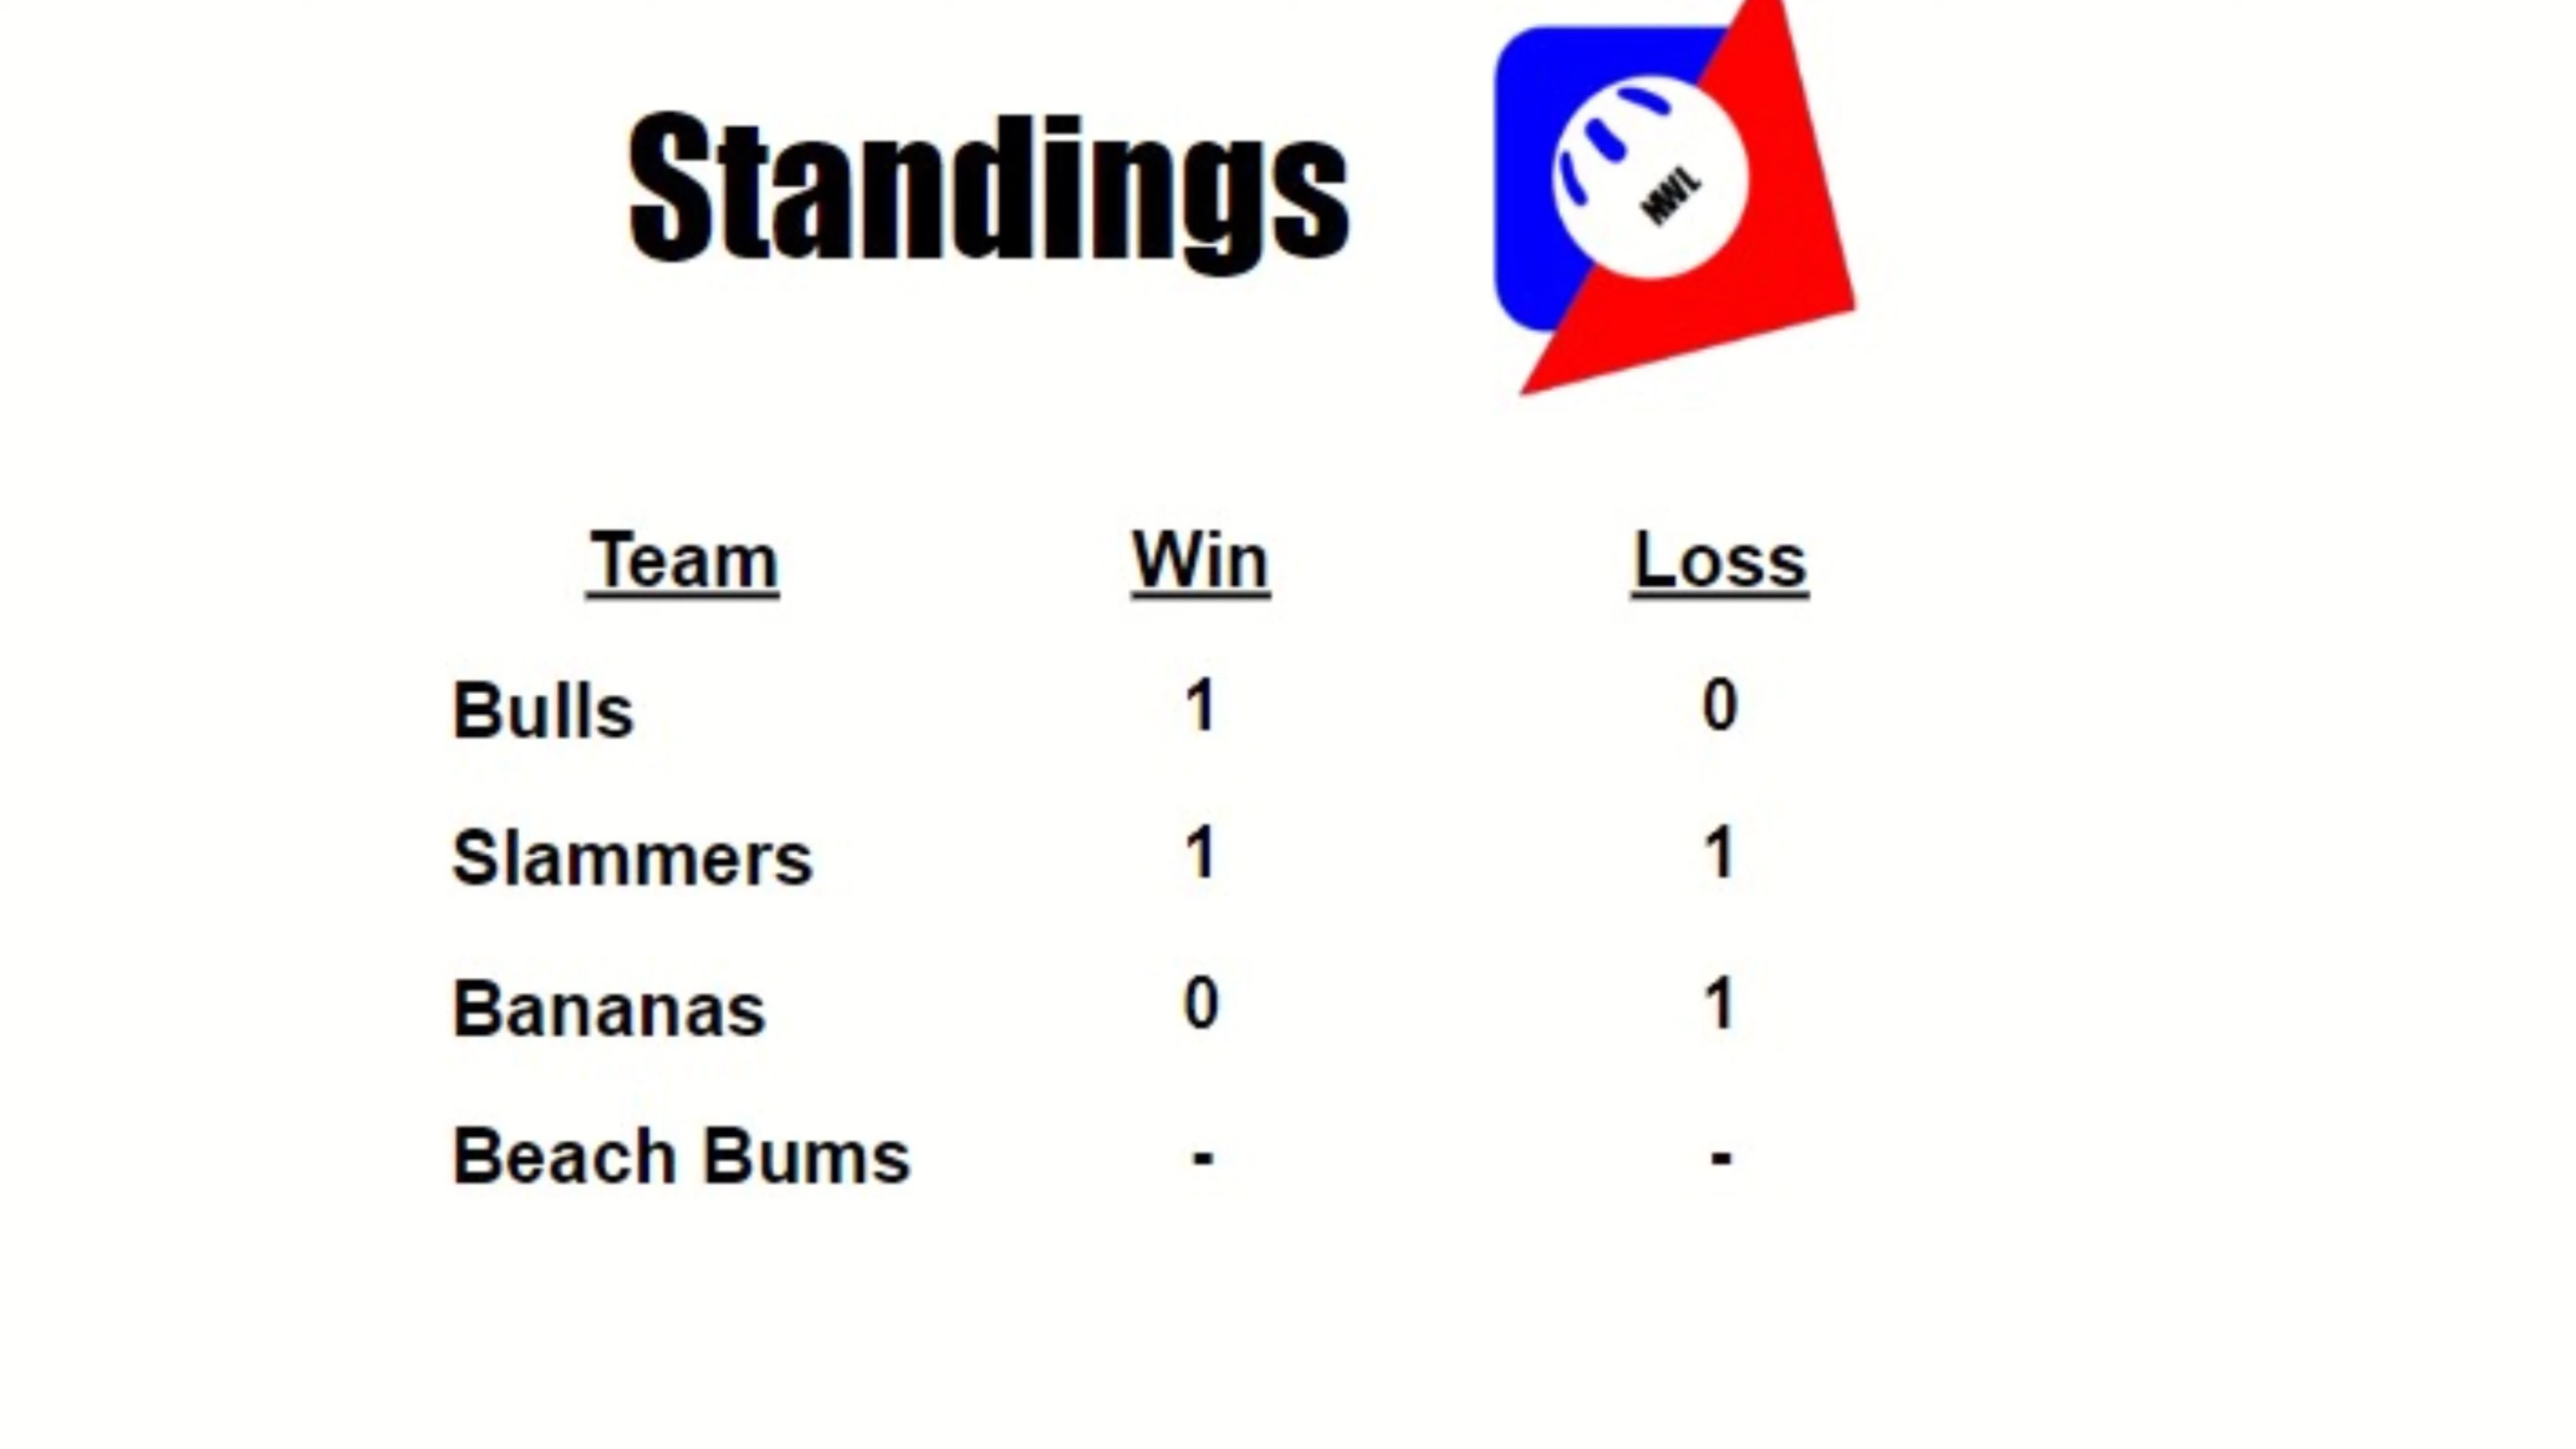 Standings
MWL
Team Win Loss
Bulls 1 0
Slammers 1 1
Bananas 0 1
Beach Bums - -